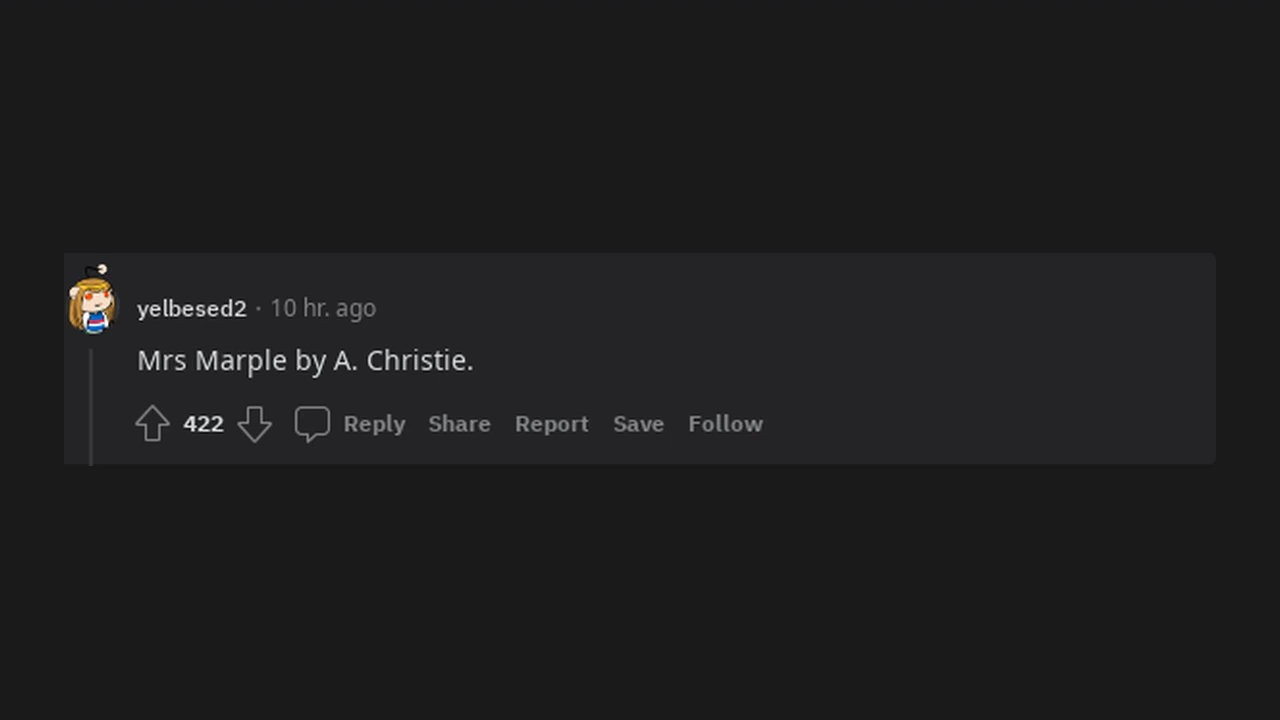 yelbesed2 · 10 hr. ago
Mrs Marple by A. Christie.
422 Reply Share Report Save Follow